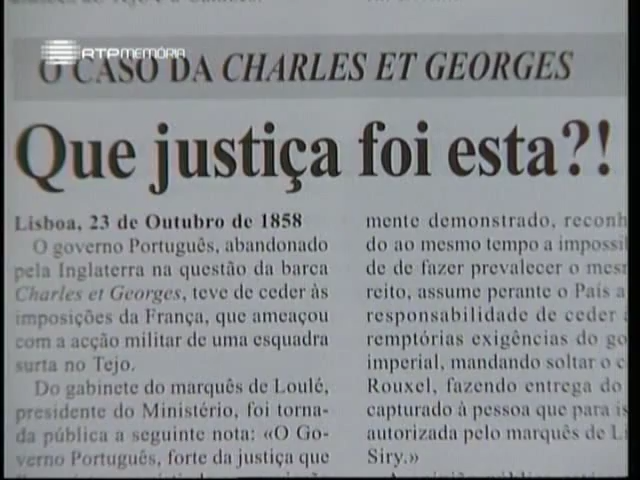 RTP MEMÓRIA
O CASO DA CHARLES ET GEORGES
Que justiça foi esta?!
Lisboa, 23 de Outubro de 1858
O governo Português, abandonado
pela Inglaterra na questão da barca
Charles et Georges, teve de ceder às
imposições da França, que ameaçou
com a acção militar de uma esquadra
surta no Tejo.
Do gabinete do marquês de Loulé,
presidente do Ministério, foi torna-
da pública a seguinte nota: «O Go-
verno Português, forte da justiça que
mente demonstrado, reconh
do ao mesmo tempo a impossi
de de fazer prevalecer o mes
reito, assume perante o País a
responsabilidade de ceder
remptórias exigências do go
imperial, mandando soltar o c
Rouxel, fazendo entrega do
capturado à pessoa que para is
autorizada pelo marquês de L
Siry.»